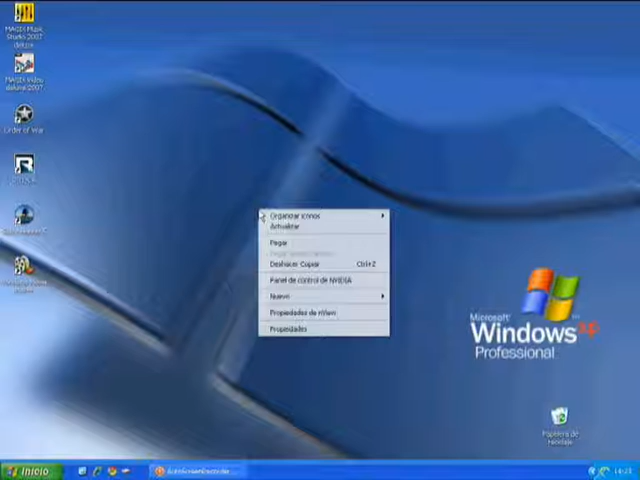 MAGIX Music
Studio 2007
deluxe
MAGIX Video
deluxe 2007
Order of War
Organizar iconos
Actualizar
Pegar
Deshacer Copiar Ctrl+Z
Panel de control de NVIDIA
Nuevo
Propiedades de nView
Propiedades
Microsoft
Windows xp
Professional
Papelera de
reciclaje
Inicio